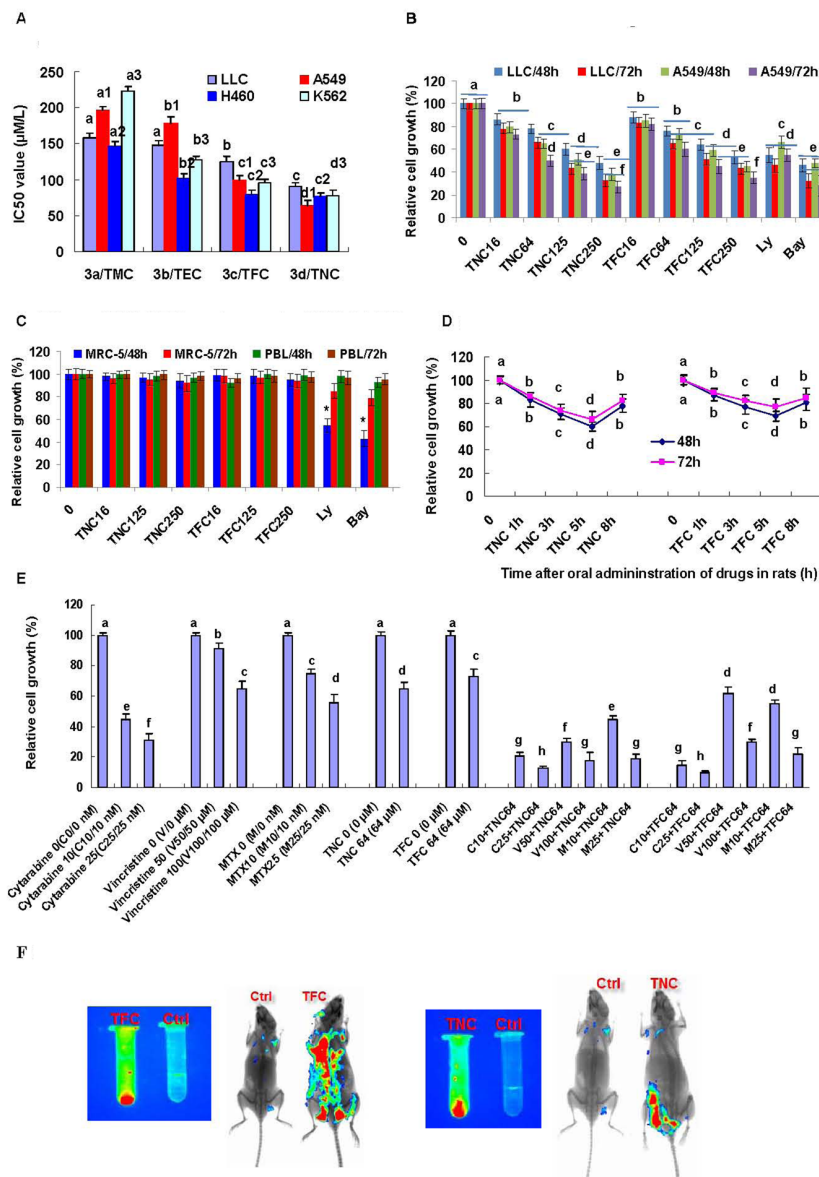 A
IC50 value (µM/L)
250
200
150
100
50
0
LLC
A549
H460
K562
a a1 a2 a3
a b1 b2 b3
b c1 c2 c3
c d1 c2 d3
3a/TMC 3b/TEC 3c/TFC 3d/TNC
B
Relative cell growth (%)
120
100
80
60
40
20
0
LLC/48h LLC/72h A549/48h A549/72h
a b c d d e e f b c d e f c d e
0 TNC16 TNC64 TNC125 TNC250 TFC16 TFC64 TFC125 TFC250 Ly Bay
C
Relative cell growth (%)
120
100
80
60
40
20
0
MRC-5/48h MRC-5/72h PBL/48h PBL/72h
* *
0 TNC16 TNC125 TNC250 TFC16 TFC125 TFC250 Ly Bay
D
Relative cell growth (%)
120
100
80
60
40
20
0
a b c d b a b c d b
a b c d b a b c d b
48h
72h
0 TNC 1h TNC 3h TNC 5h TNC 8h 0 TFC 1h TFC 3h TFC 5h TFC 8h
Time after oral admininstration of drugs in rats (h)
E
Relative cell growth (%)
120
100
80
60
40
20
0
a e f a b c a c d a d a c g h f g e g g h d f d g
Cytarabine 0(C0/0 nM)
Cytarabine 10(C10/10 nM)
Cytarabine 25(C25/25 nM)
Vincristine 0 (V/0 µM)
Vincristine 50 (V50/50 µM)
Vincristine 100(V100/100 µM)
MTX 0 (M/0 nM)
MTX10 (M10/10 nM)
MTX25 (M25/25 nM)
TNC 0 (0 µM)
TNC 64 (64 µM)
TFC 0 (0 µM)
TFC 64 (64 µM)
C10+TNC64
C25+TNC64
V50+TNC64
V100+TNC64
M10+TNC64
M25+TNC64
C10+TFC64
C25+TFC64
V50+TFC64
V100+TFC64
M10+TFC64
M25+TFC64
F
TFC Ctrl
Ctrl TFC
TNC Ctrl
Ctrl TNC